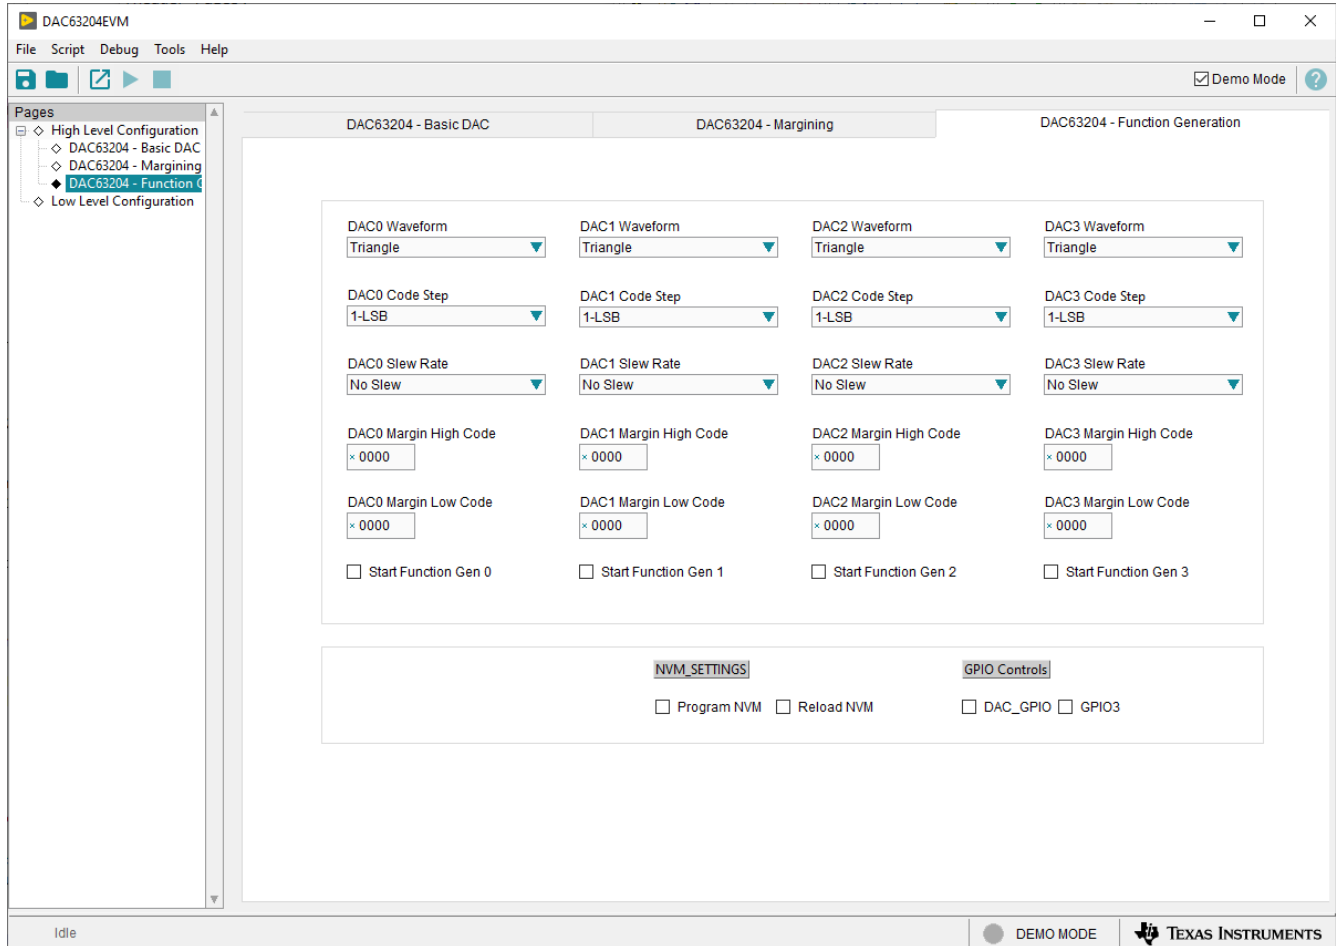 DAC63204EVM
File Script Debug Tools Help
Demo Mode
Pages
High Level Configuration
DAC63204 - Basic DAC
DAC63204 - Margining
DAC63204 - Function G
Low Level Configuration
DAC63204 - Basic DAC DAC63204 - Margining DAC63204 - Function Generation
DAC0 Waveform DAC1 Waveform DAC2 Waveform DAC3 Waveform
Triangle Triangle Triangle Triangle
DAC0 Code Step DAC1 Code Step DAC2 Code Step DAC3 Code Step
1-LSB 1-LSB 1-LSB 1-LSB
DAC0 Slew Rate DAC1 Slew Rate DAC2 Slew Rate DAC3 Slew Rate
No Slew No Slew No Slew No Slew
DAC0 Margin High Code DAC1 Margin High Code DAC2 Margin High Code DAC3 Margin High Code
x 0000 x 0000 x 0000 x 0000
DAC0 Margin Low Code DAC1 Margin Low Code DAC2 Margin Low Code DAC3 Margin Low Code
x 0000 x 0000 x 0000 x 0000
Start Function Gen 0 Start Function Gen 1 Start Function Gen 2 Start Function Gen 3
NVM_SETTINGS GPIO Controls
Program NVM Reload NVM DAC_GPIO GPIO3
Idle DEMO MODE TEXAS INSTRUMENTS